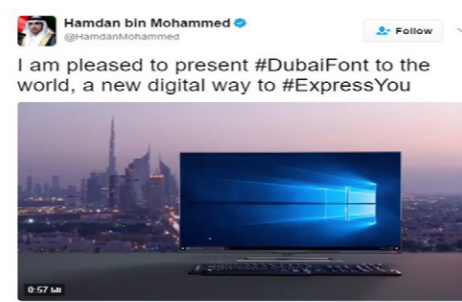 Hamdan bin Mohammed
@HamdanMohammed
Follow
I am pleased to present #DubaiFont to the
world, a new digital way to #ExpressYou
0:57